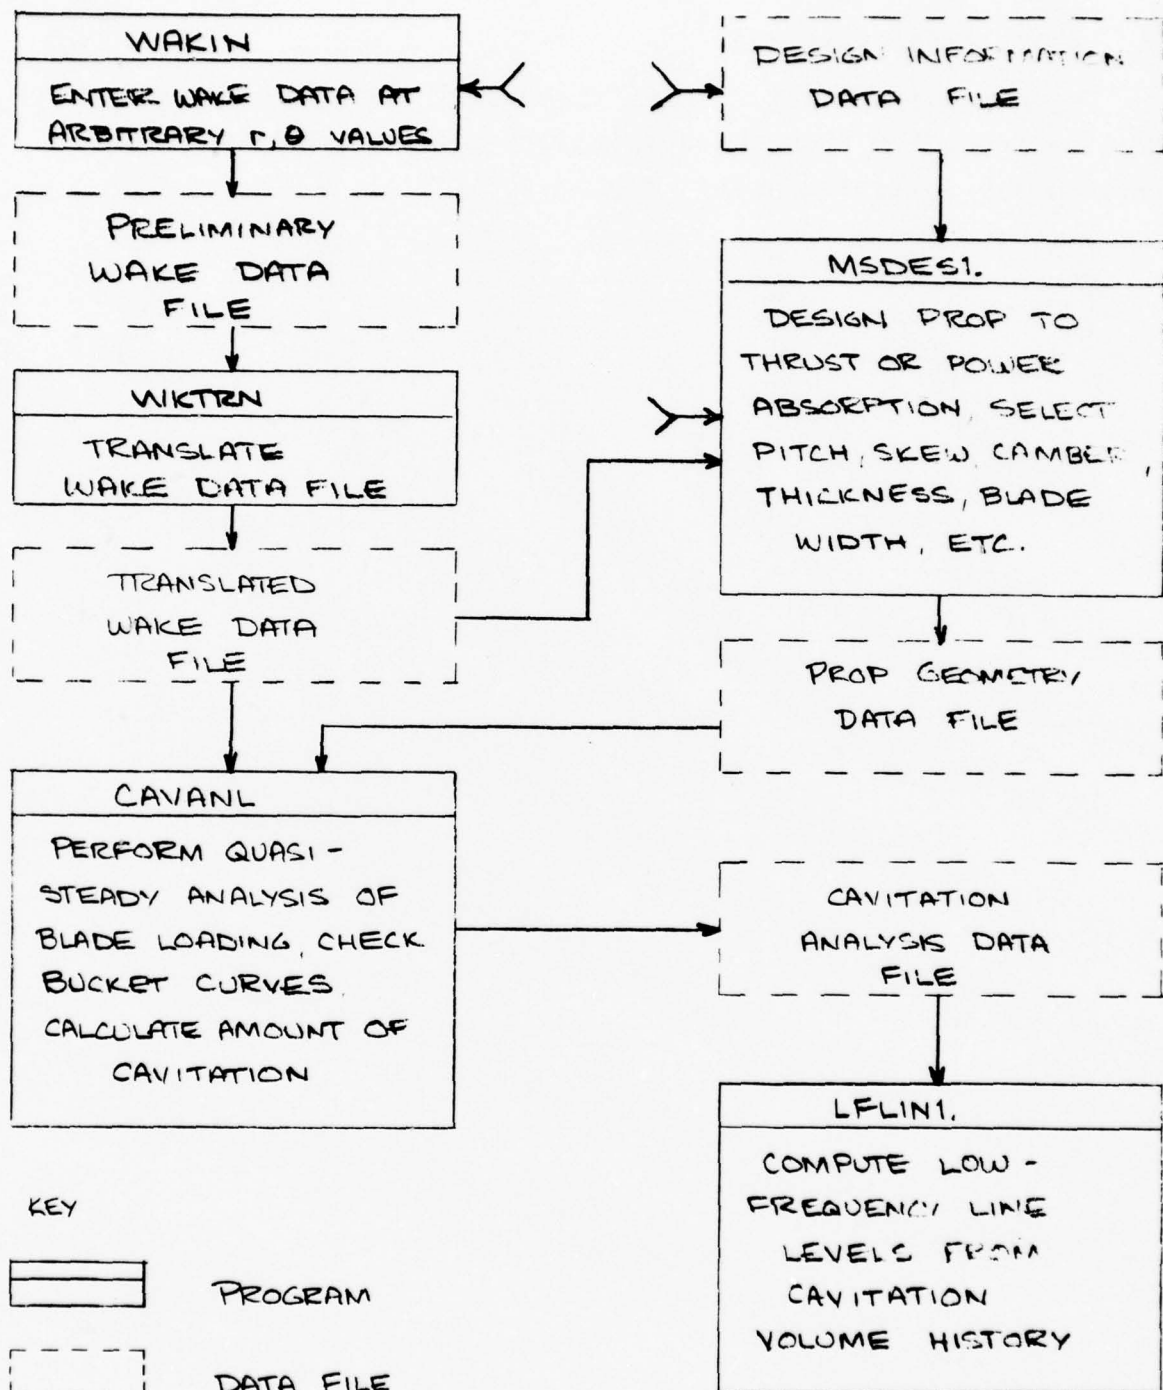 WAKIN
ENTER WAKE DATA AT
ARBITRARY r, θ VALUES
PRELIMINARY
WAKE DATA
FILE
WKTRN
TRANSLATE
WAKE DATA FILE
TRANSLATED
WAKE DATA
FILE
CAVANL
PERFORM QUASI-
STEADY ANALYSIS OF
BLADE LOADING, CHECK
BUCKET CURVES,
CALCULATE AMOUNT OF
CAVITATION
KEY
PROGRAM
DATA FILE
DESIGN INFORMATION
DATA FILE
MSDES1.
DESIGN PROP TO
THRUST OR POWER
ABSORPTION, SELECT
PITCH, SKEW, CAMBER,
THICKNESS, BLADE
WIDTH, ETC.
PROP GEOMETRY
DATA FILE
CAVITATION
ANALYSIS DATA
FILE
LFLIN1.
COMPUTE LOW-
FREQUENCY LINE
LEVELS FROM
CAVITATION
VOLUME HISTORY